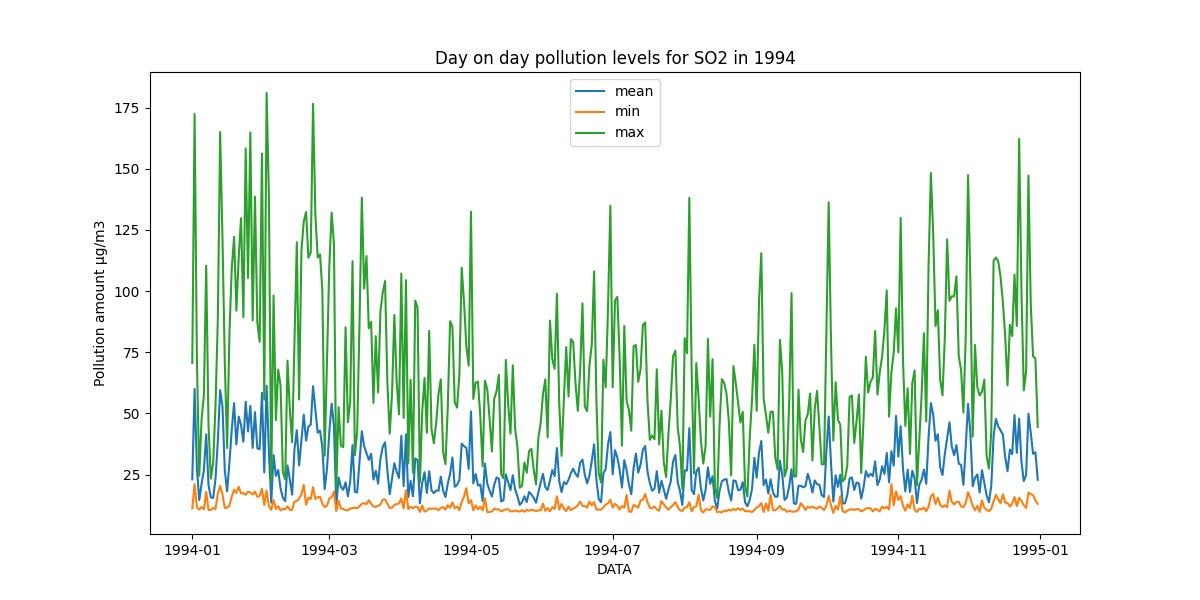 Day on day pollution levels for SO2 in 1994
mean
min
max
Pollution amount µg/m3
175
150
125
100
75
50
25
1994-01
1994-03
1994-05
1994-07
1994-09
1994-11
1995-01
DATA